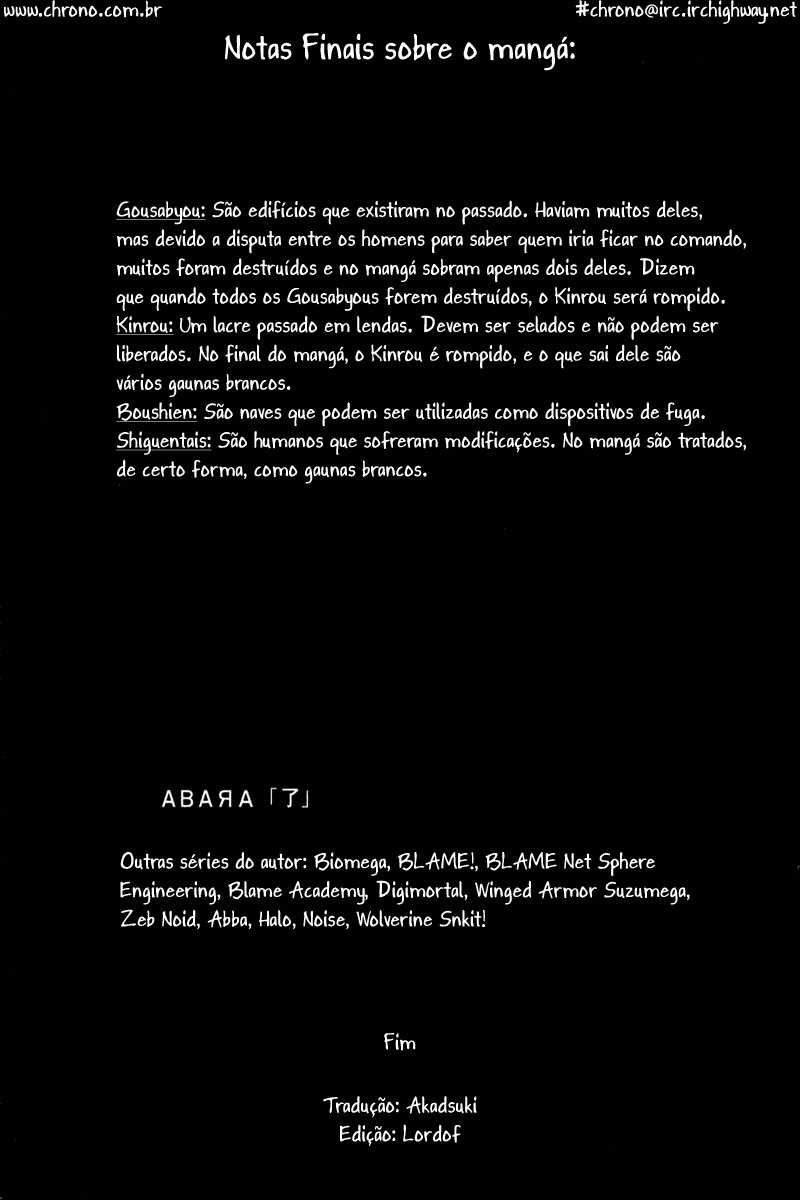 www.chrono.com.br
#chrono@irc.irchighway.net
Notas Finais sobre o mangá:
Gousabyou: São edifícios que existiram no passado. Haviam muitos deles,
mas devido a disputa entre os homens para saber quem iria ficar no comando,
muitos foram destruídos e no mangá sobram apenas dois deles. Dizem
que quando todos os Gousabyous forem destruídos, o Kinrou será rompido.
Kinrou: Um lacre passado em lendas. Devem ser selados e não podem ser
liberados. No final do mangá, o Kinrou é rompido, e o que sai dele são
vários gaunas brancos.
Boushien: São naves que podem ser utilizadas como dispositivos de fuga.
Shiguentais: São humanos que sofreram modificações. No mangá são tratados,
de certo forma, como gaunas brancos.
ABAЯA「了」
Outras séries do autor: Biomega, BLAME!, BLAME Net Sphere
Engineering, Blame Academy, Digimortal, Winged Armor Suzumega,
Zeb Noid, Abba, Halo, Noise, Wolverine Snkit!
Fim
Tradução: Akadsuki
Edição: Lordof